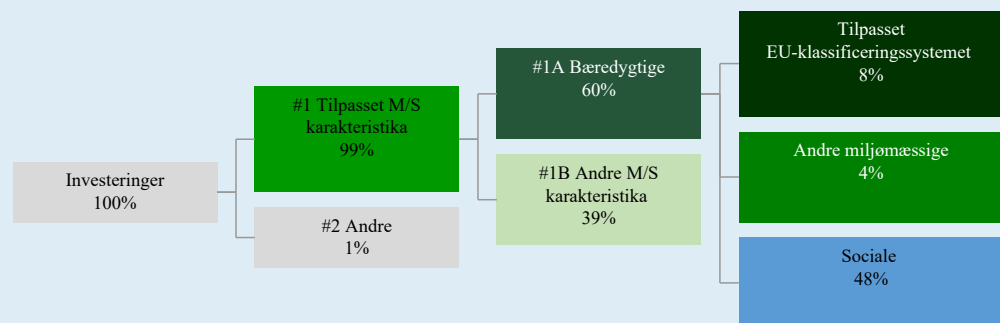 Investeringer
100%
#1 Tilpasset M/S
karakteristika
99%
#2 Andre
1%
#1A Bæredygtige
60%
#1B Andre M/S
karakteristika
39%
Tilpasset
EU-klassificeringssystemet
8%
Andre miljømæssige
4%
Sociale
48%